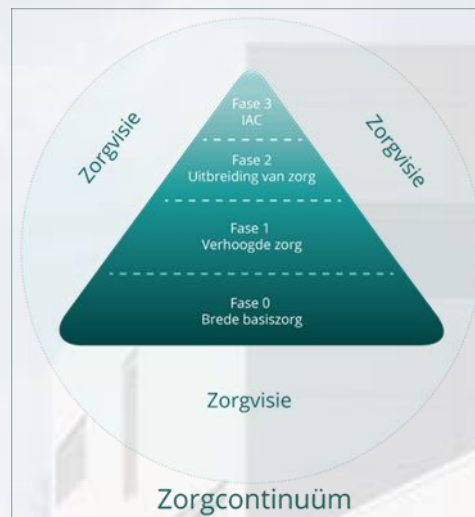 Zorgvisie
Zorgvisie
Fase 3
IAC
Fase 2
Uitbreiding van zorg
Fase 1
Verhoogde zorg
Fase 0
Brede basiszorg
Zorgvisie
Zorgcontinuüm